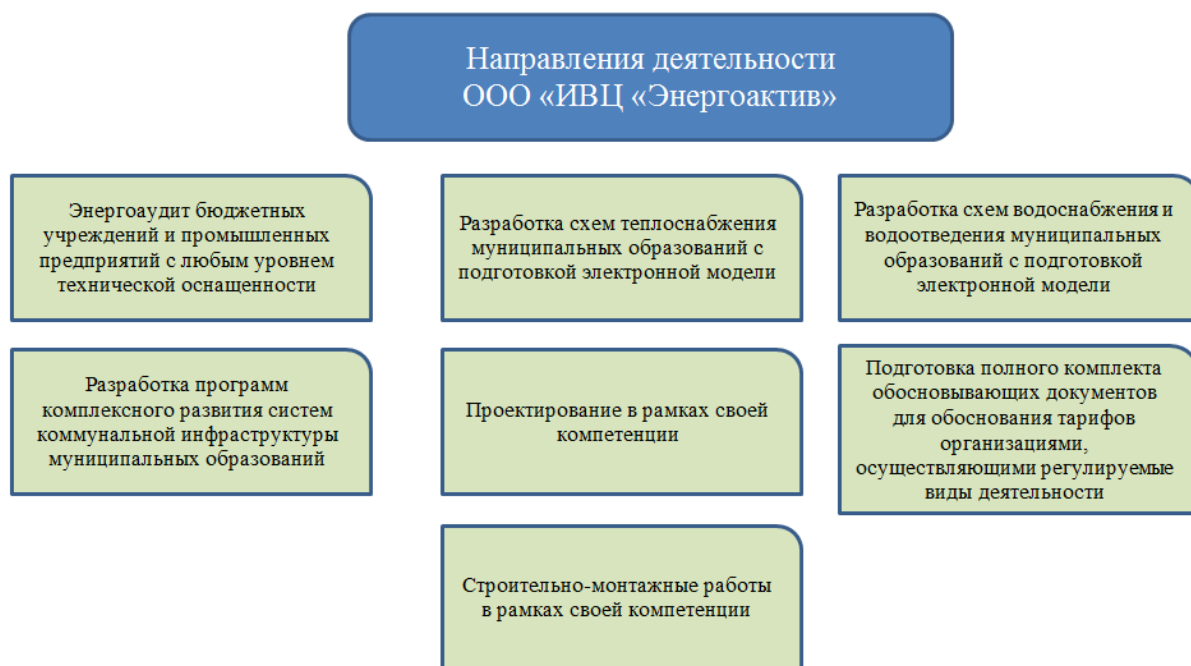 Направления деятельности
ООО «ИВЦ «Энергоактив»
Энергоаудит бюджетных
учреждений и промышленных
предприятий с любым уровнем
технической оснащенности
Разработка схем теплоснабжения
муниципальных образований с
подготовкой электронной модели
Разработка схем водоснабжения и
водоотведения муниципальных
образований с подготовкой
электронной модели
Разработка программ
комплексного развития систем
коммунальной инфраструктуры
муниципальных образований
Проектирование в рамках своей
компетенции
Подготовка полного комплекта
обосновывающих документов
для обоснования тарифов
организациями,
осуществляющими регулируемые
виды деятельности
Строительно-монтажные работы
в рамках своей компетенции